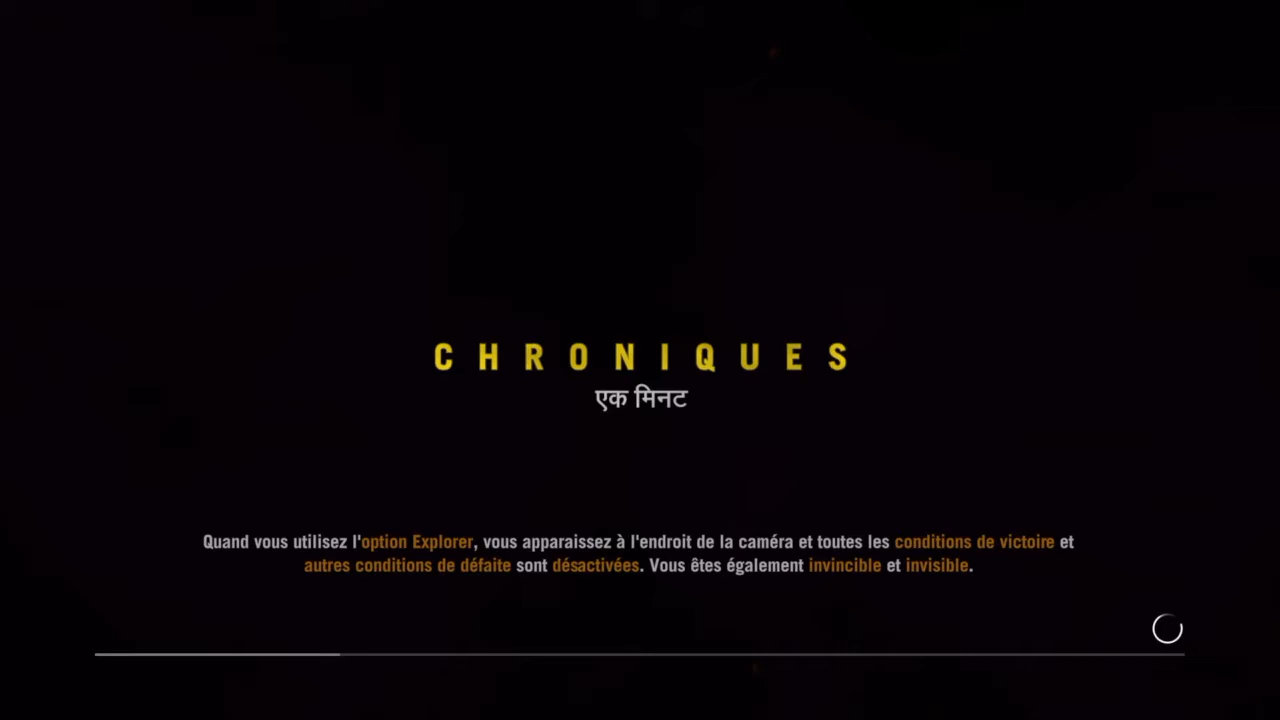 CHRONIQUES
एक मिनट
Quand vous utilisez l'option Explorer, vous apparaissez à l'endroit de la caméra et toutes les conditions de victoire et
autres conditions de défaite sont désactivées. Vous êtes également invincible et invisible.